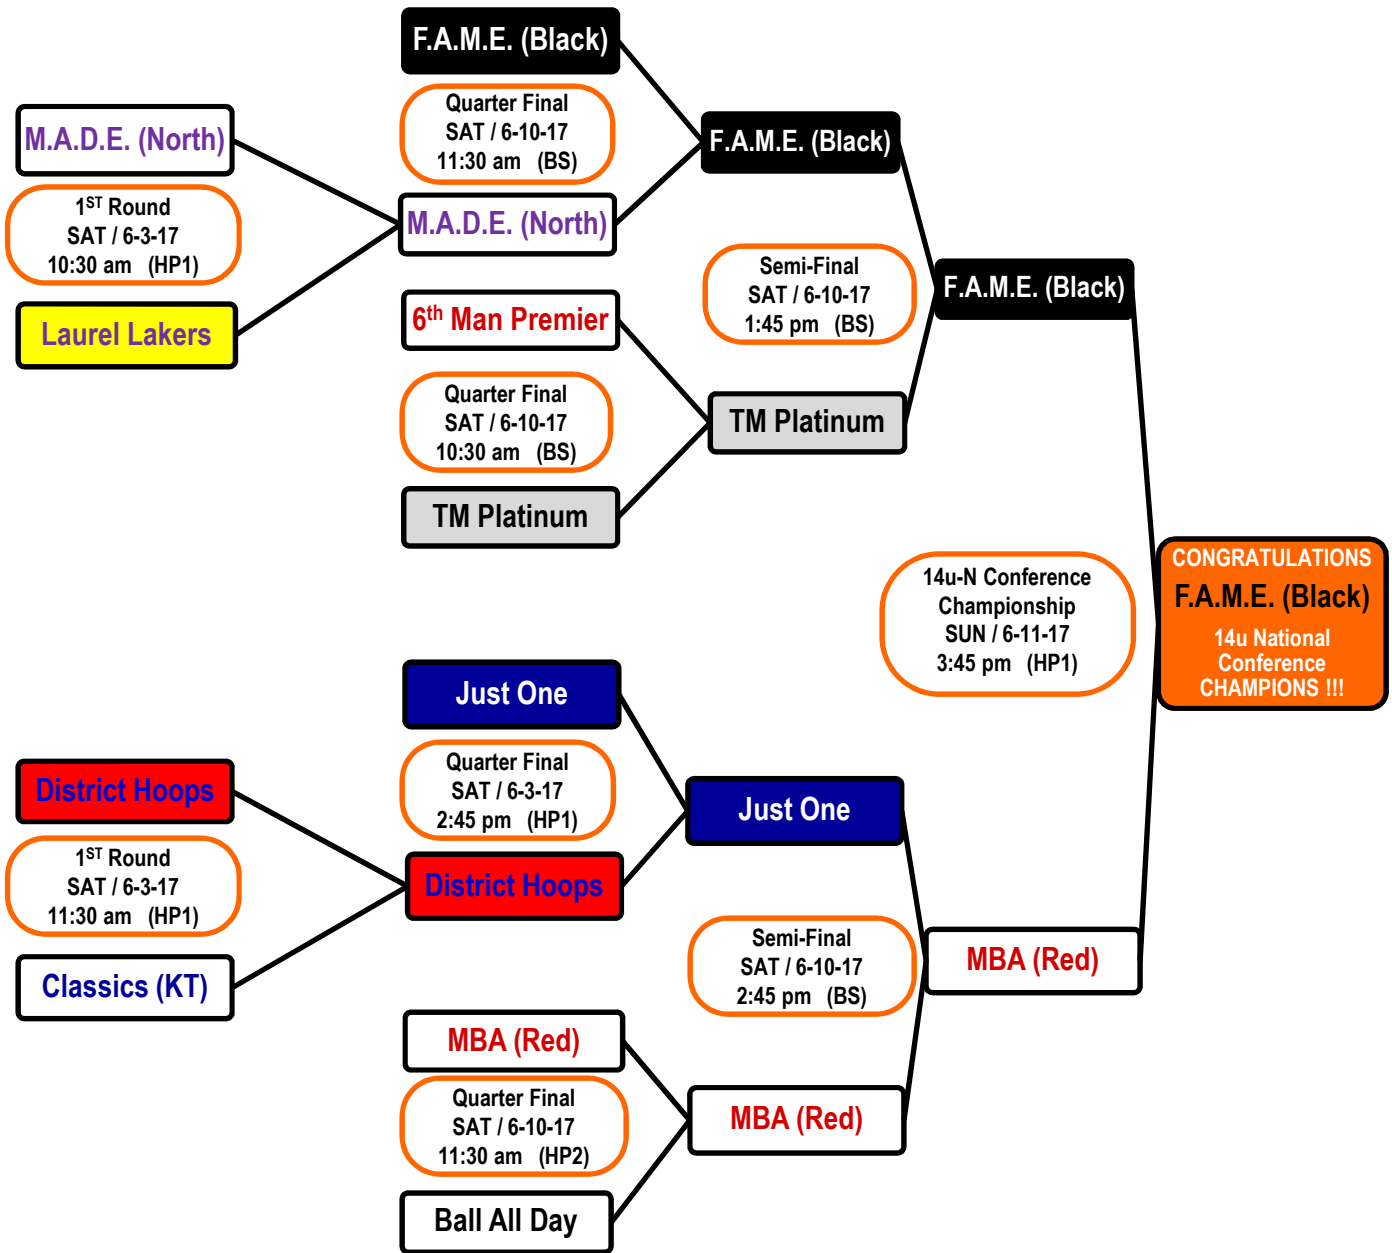 F.A.M.E. (Black)
Quarter Final
SAT / 6-10-17
11:30 am (BS)
M.A.D.E. (North)
1ST Round
SAT / 6-3-17
10:30 am (HP1)
Laurel Lakers
M.A.D.E. (North)
F.A.M.E. (Black)
6th Man Premier
Quarter Final
SAT / 6-10-17
10:30 am (BS)
TM Platinum
Semi-Final
SAT / 6-10-17
1:45 pm (BS)
TM Platinum
F.A.M.E. (Black)
14u-N Conference
Championship
SUN / 6-11-17
3:45 pm (HP1)
CONGRATULATIONS
F.A.M.E. (Black)
14u National
Conference
CHAMPIONS !!!
Just One
Quarter Final
SAT / 6-3-17
2:45 pm (HP1)
District Hoops
1ST Round
SAT / 6-3-17
11:30 am (HP1)
Classics (KT)
District Hoops
Just One
Semi-Final
SAT / 6-10-17
2:45 pm (BS)
MBA (Red)
MBA (Red)
Quarter Final
SAT / 6-10-17
11:30 am (HP2)
Ball All Day
MBA (Red)